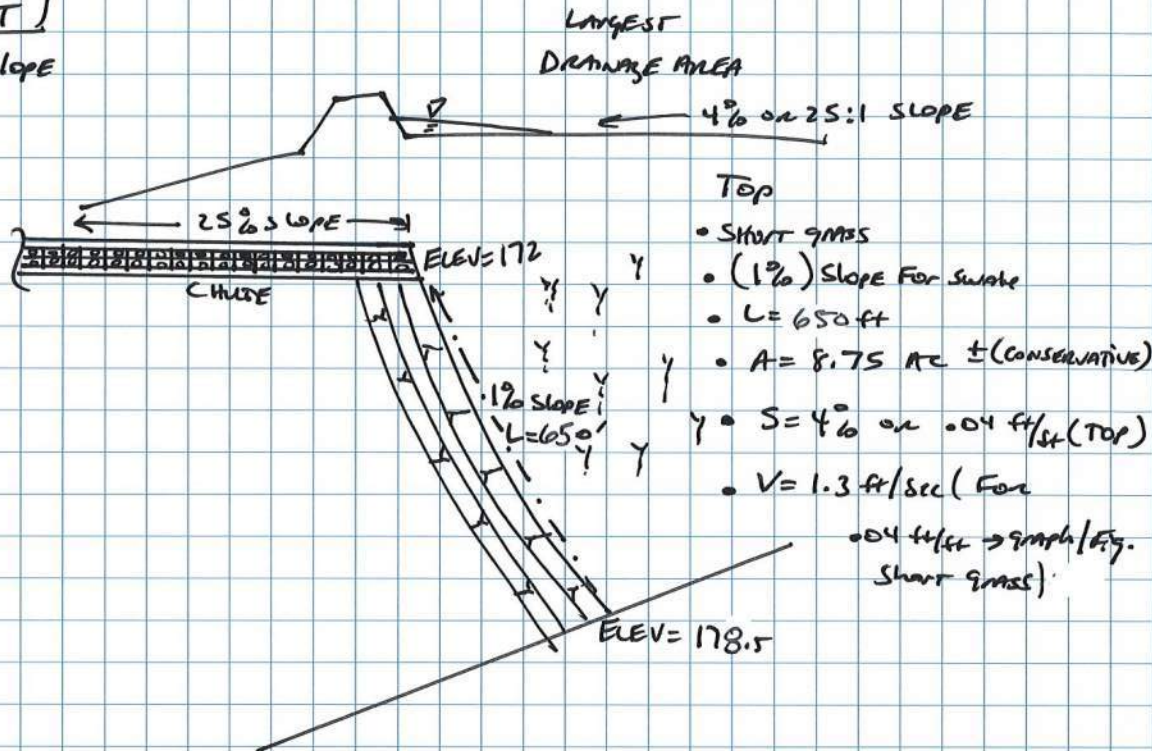 T
LOPE
LARGEST
DRAINAGE AREA
4% OR 25:1 SLOPE
25% SLOPE
ELEV=172
CHUTE
1% SLOPE
L=650'
ELEV= 178.5
TOP
• SHORT GRASS
• (1%) SLOPE FOR SWALE
• L= 650 ft
• A= 8.75 AC ± (CONSERVATIVE)
• S= 4% OR .04 ft/ft (TOP)
• V= 1.3 ft/sec ( FOR
.04 ft/ft → graph/Fig.
SHORT GRASS)